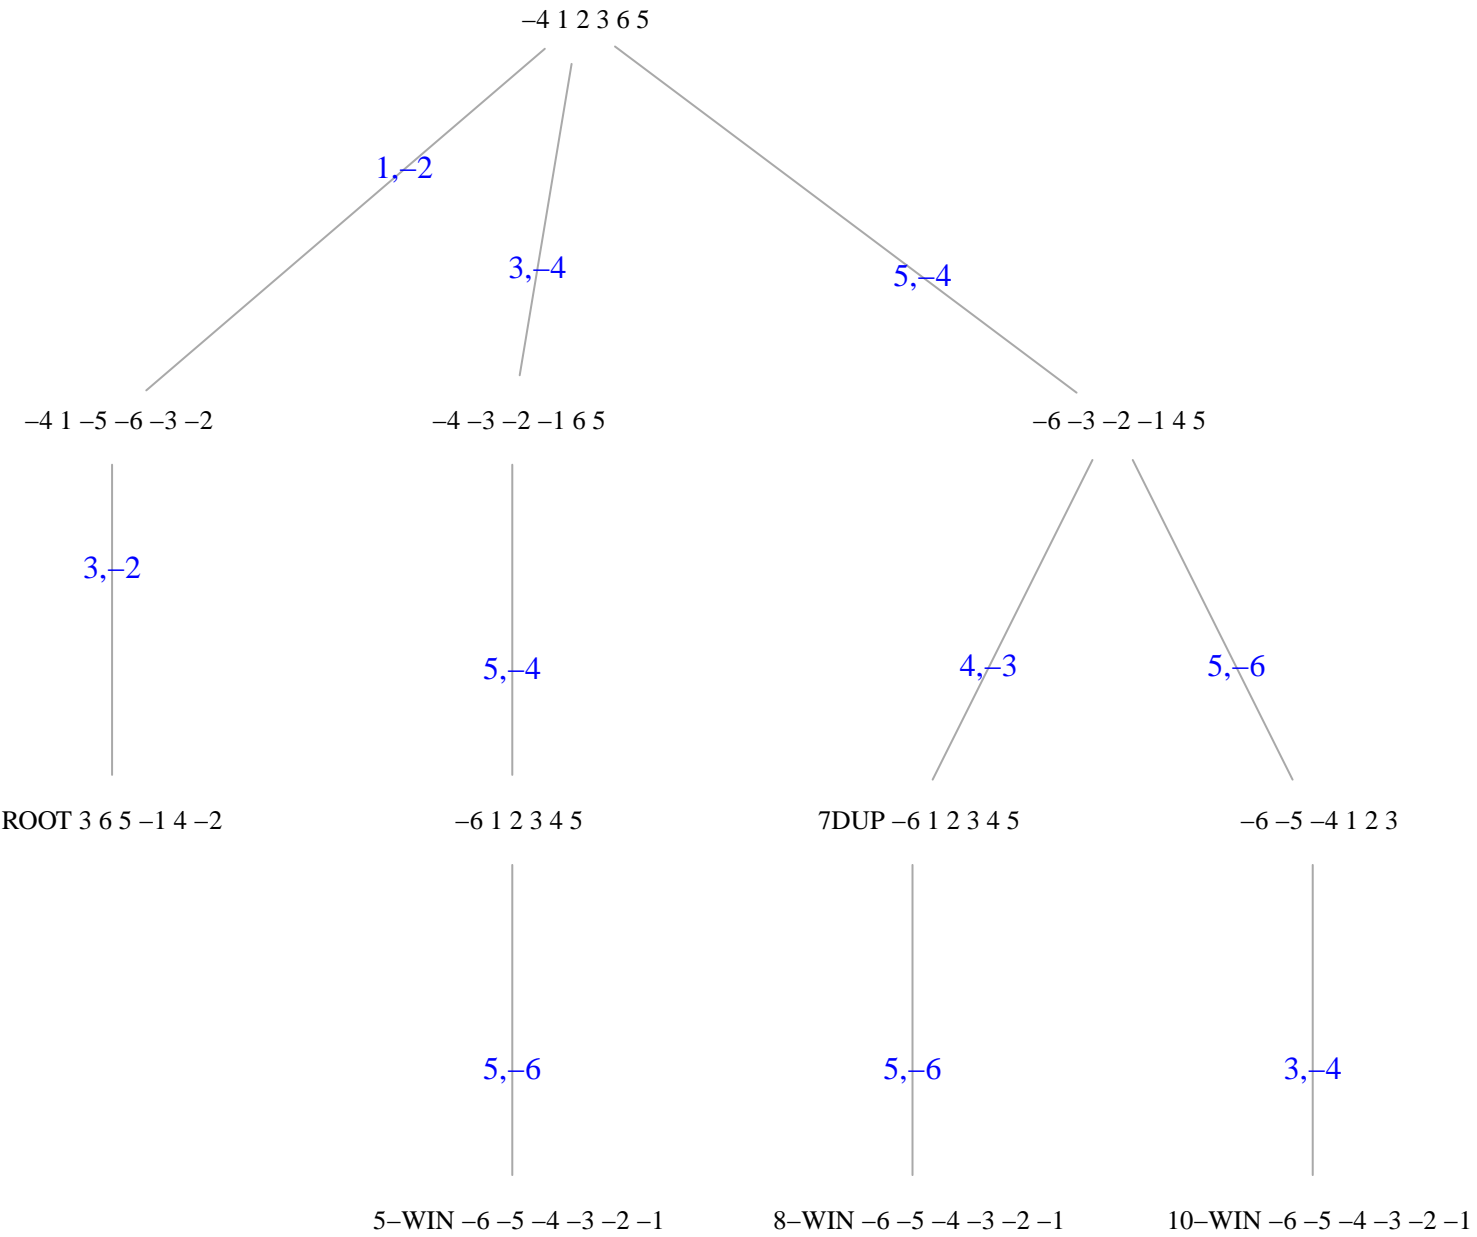 –4 1 2 3 6 5
1,–2
3,–4
5,–4
–4 1 –5 –6 –3 –2
–4 –3 –2 –1 6 5
–6 –3 –2 –1 4 5
3,–2
5,–4
4,–3
5,–6
ROOT 3 6 5 –1 4 –2
–6 1 2 3 4 5
7DUP –6 1 2 3 4 5
–6 –5 –4 1 2 3
5,–6
5,–6
3,–4
5–WIN –6 –5 –4 –3 –2 –1
8–WIN –6 –5 –4 –3 –2 –1
10–WIN –6 –5 –4 –3 –2 –1